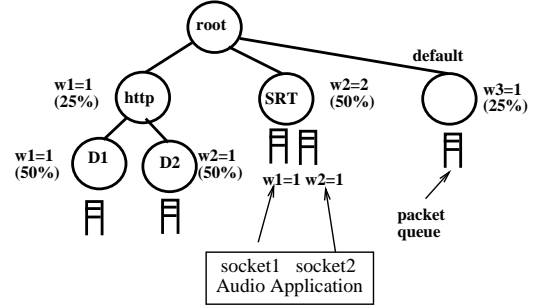 root
default
w1=1
(25%)
http
SRT
w2=2
(50%)
w3=1
(25%)
w1=1
(50%)
D1
D2
w2=1
(50%)
w1=1 w2=1
packet
queue
socket1 socket2
Audio Application